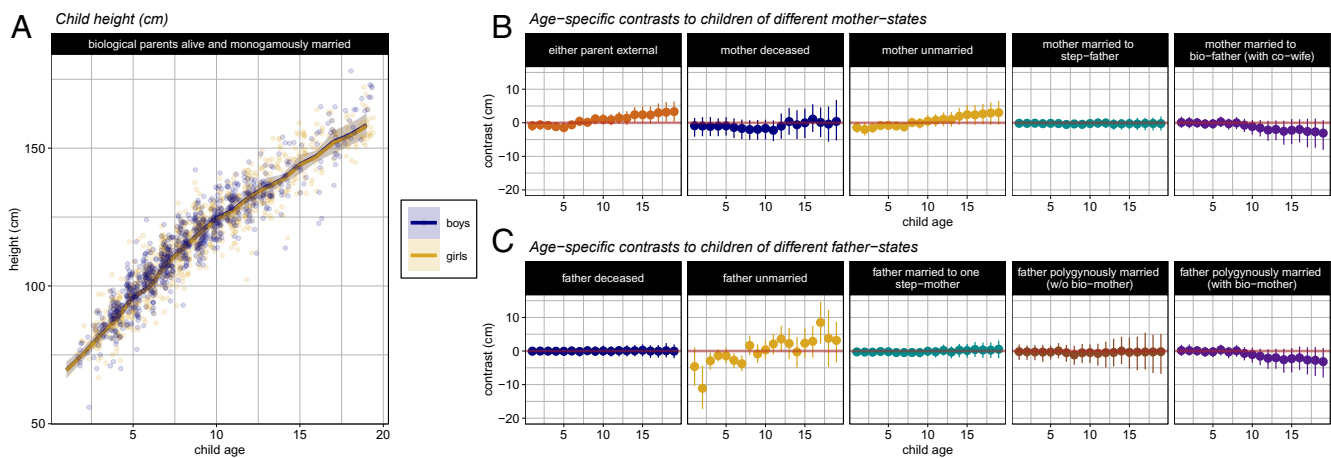 A
Child height (cm)
biological parents alive and monogamously married
height (cm)
150
100
50
5
10
15
20
child age
boys
girls
B
Age−specific contrasts to children of different mother−states
either parent external
mother deceased
mother unmarried
mother married to
step−father
mother married to
bio−father (with co−wife)
contrast (cm)
10
0
−10
−20
5
10
15
5
10
15
5
10
15
5
10
15
5
10
15
child age
C
Age−specific contrasts to children of different father−states
father deceased
father unmarried
father married to one
step−mother
father polygynously married
(w/o bio−mother)
father polygynously married
(with bio−mother)
contrast (cm)
10
0
−10
−20
5
10
15
5
10
15
5
10
15
5
10
15
5
10
15
child age